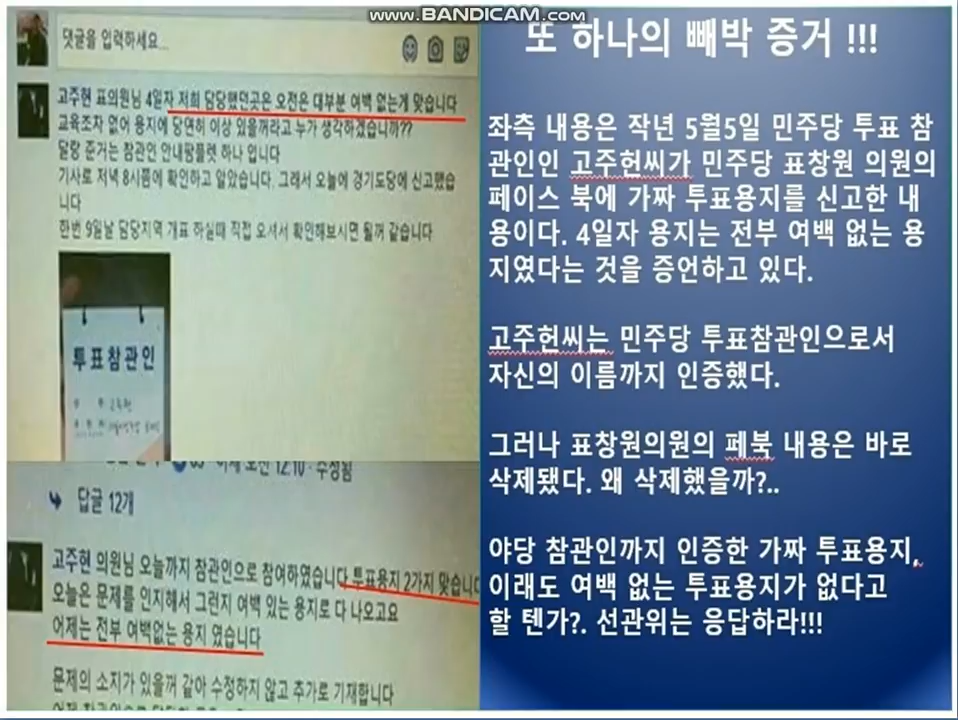 www.BANDICAM.com
댓글을 입력하세요...
고주현 표의원님 4일자 저희 담당했던곳은 오전은 대부분 여백 없는게 맞습니다
교육조차 없어 용지에 당연히 이상 있을꺼라고 누가 생각하겠습니까??
달랑 준거는 참관인 안내팜플렛 하나 입니다
기사로 저녁 8시쯤에 확인하고 알았습니다. 그래서 오늘에 경기도당에 신고했습
니다
한번 9일날 담당지역 개표 하실때 직접 오셔서 확인해보시면 될꺼 같습니다
투표참관인
어제 오전 12:10 · 수정됨
답글 12개
고주현 의원님 오늘까지 참관인으로 참여하였습니다 투표용지 2가지 맞습니다
오늘은 문제를 인지해서 그런지 여백 있는 용지로 다 나오고요
어제는 전부 여백없는 용지 였습니다
문제의 소지가 있을꺼 같아 수정하지 않고 추가로 기재합니다
또 하나의 빼박 증거 !!!
좌측 내용은 작년 5월5일 민주당 투표 참
관인인 고주헌씨가 민주당 표창원 의원의
페이스 북에 가짜 투표용지를 신고한 내
용이다. 4일자 용지는 전부 여백 없는 용
지였다는 것을 증언하고 있다.
고주헌씨는 민주당 투표참관인으로서
자신의 이름까지 인증했다.
그러나 표창원의원의 페북 내용은 바로
삭제됐다. 왜 삭제했을까?..
야당 참관인까지 인증한 가짜 투표용지,
이래도 여백 없는 투표용지가 없다고
할 텐가?. 선관위는 응답하라!!!